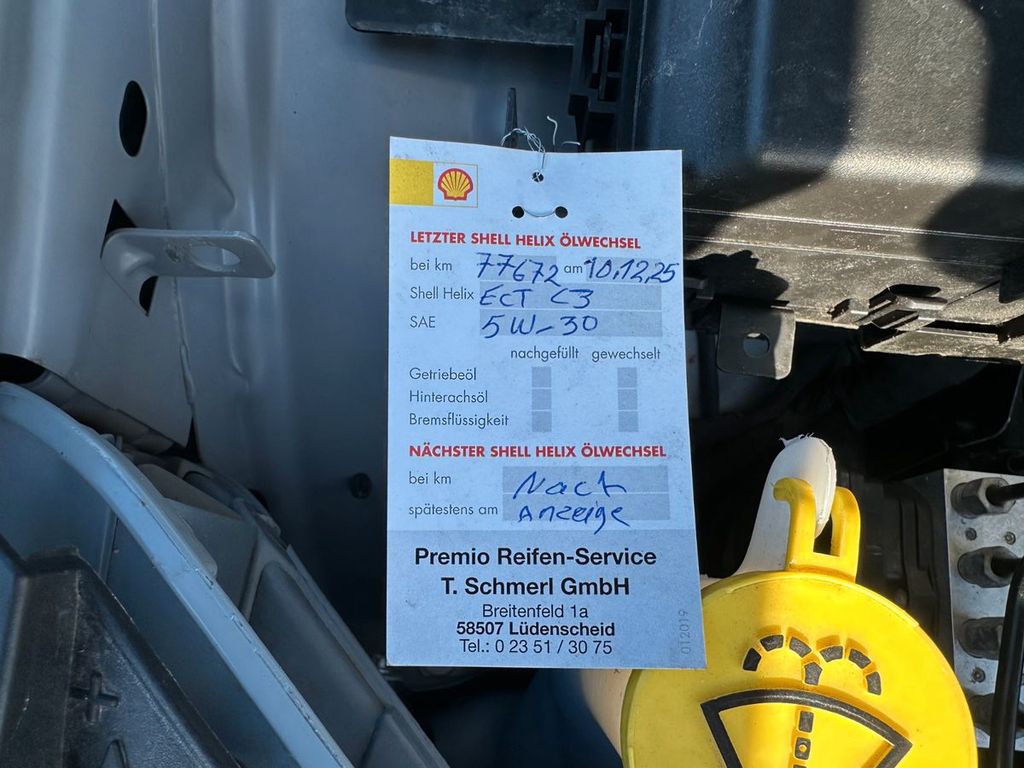 LETZTER SHELL HELIX ÖLWECHSEL
bei km 77672 am 10.12.25
Shell Helix ECT C3
SAE 5W-30
nachgefüllt gewechselt
Getriebeöl
Hinterachsöl
Bremsflüssigkeit
NÄCHSTER SHELL HELIX ÖLWECHSEL
bei km Nach
spätestens am Anzeige
Premio Reifen-Service
T. Schmerl GmbH
Breitenfeld 1a
58507 Lüdenscheid
Tel.: 0 23 51 / 30 75
012019